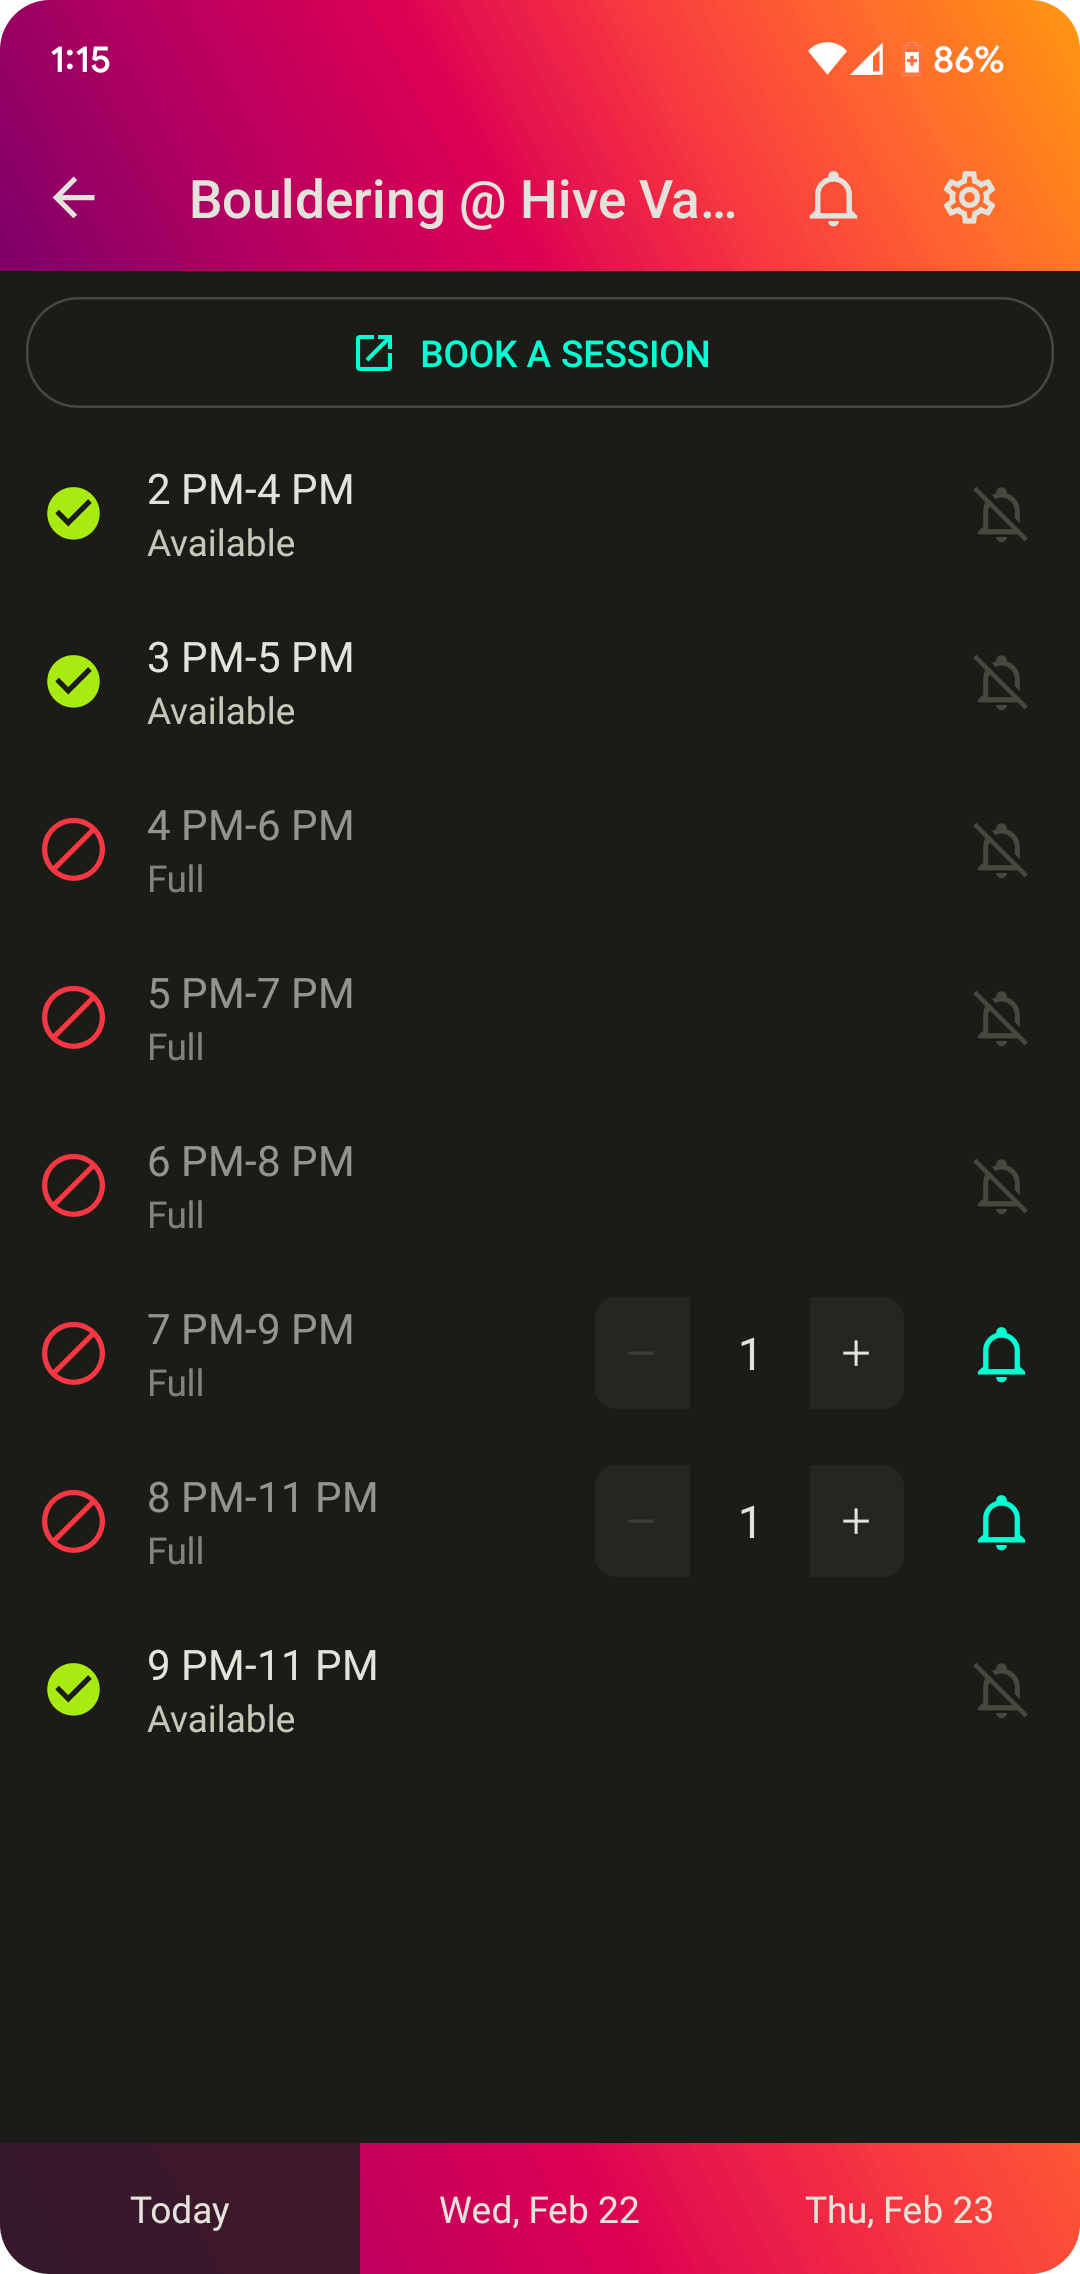 1:15
86%
Bouldering @ Hive Va...
BOOK A SESSION
2 PM-4 PM
Available
3 PM-5 PM
Available
4 PM-6 PM
Full
5 PM-7 PM
Full
6 PM-8 PM
Full
7 PM-9 PM
Full
− 1 +
8 PM-11 PM
Full
− 1 +
9 PM-11 PM
Available
Today Wed, Feb 22 Thu, Feb 23